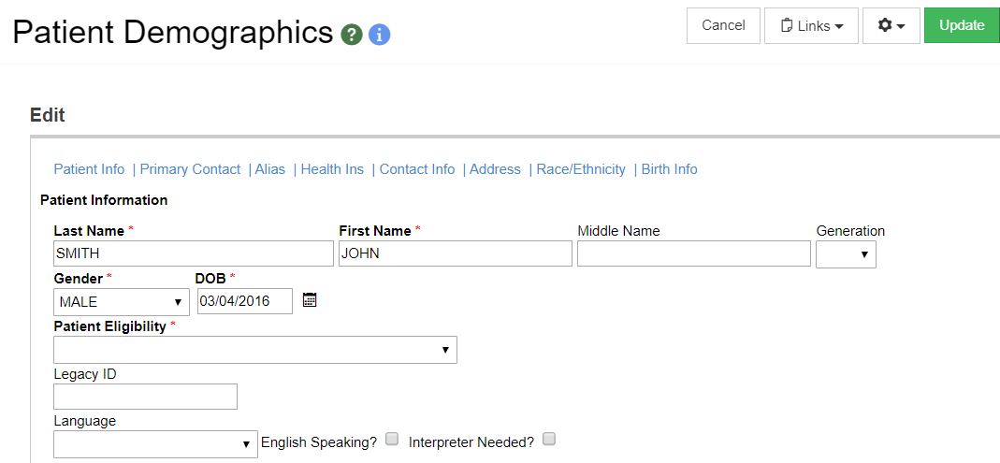 Patient Demographics ? i
Cancel Links Update
Edit
Patient Info | Primary Contact | Alias | Health Ins | Contact Info | Address | Race/Ethnicity | Birth Info
Patient Information
Last Name * First Name * Middle Name Generation
SMITH JOHN
Gender * DOB *
MALE 03/04/2016
Patient Eligibility *
Legacy ID
Language
English Speaking? Interpreter Needed?